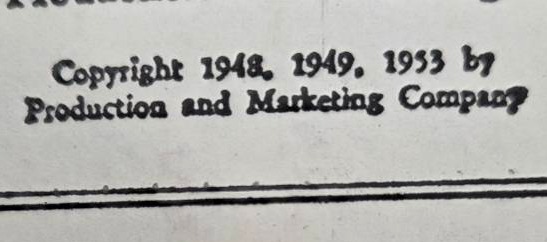 Copyright 1948, 1949, 1953 by
Production and Marketing Company